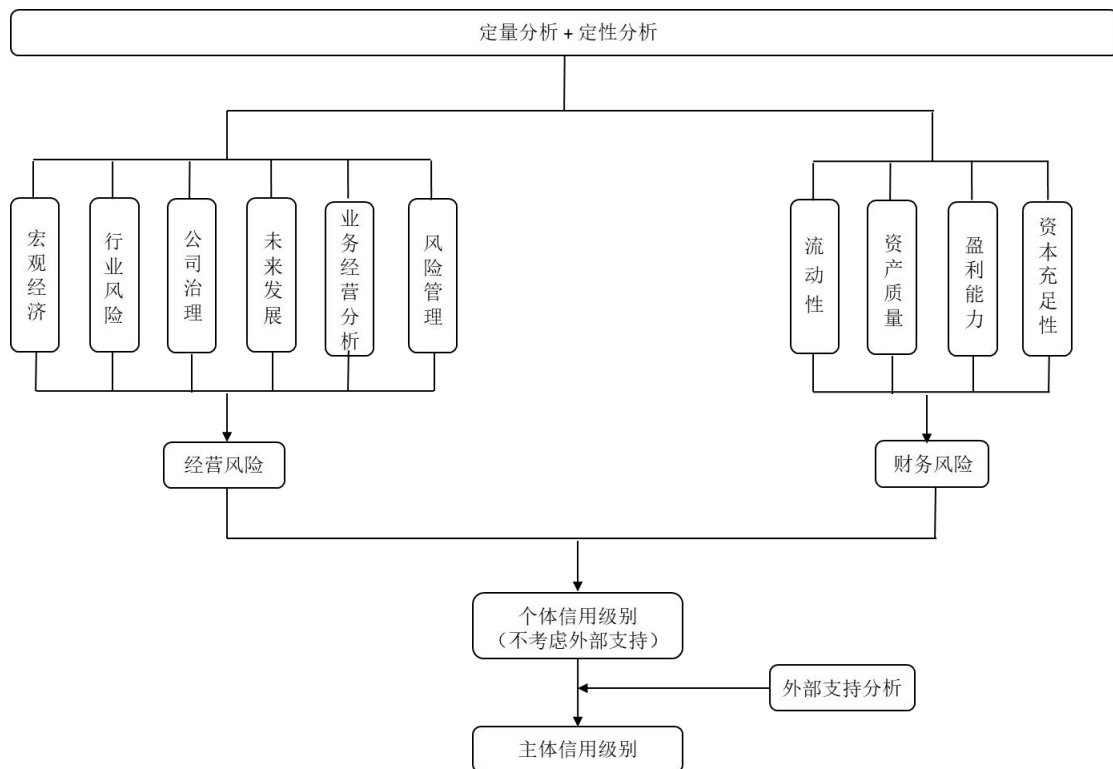 定量分析 + 定性分析
宏观经济
行业风险
公司治理
未来发展
业务经营分析
风险管理
流动性
资产质量
盈利能力
资本充足性
经营风险
财务风险
个体信用级别
（不考虑外部支持）
外部支持分析
主体信用级别